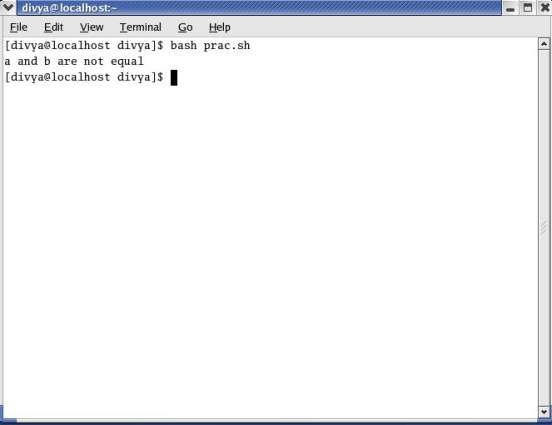 divya@localhost:~
File Edit View Terminal Go Help
[divya@localhost divya]$ bash prac.sh
a and b are not equal
[divya@localhost divya]$